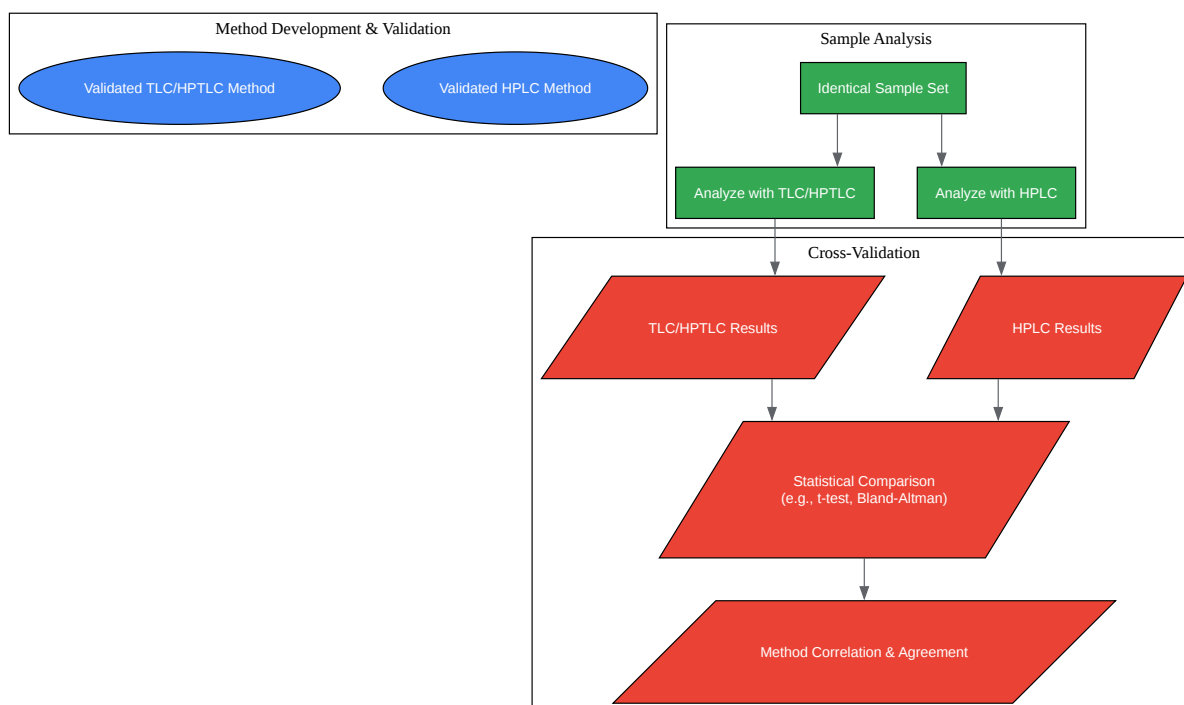 Method Development & Validation
Validated TLC/HPTLC Method
Validated HPLC Method
Sample Analysis
Identical Sample Set
Analyze with TLC/HPTLC
Analyze with HPLC
Cross-Validation
TLC/HPTLC Results
HPLC Results
Statistical Comparison
(e.g., t-test, Bland-Altman)
Method Correlation & Agreement